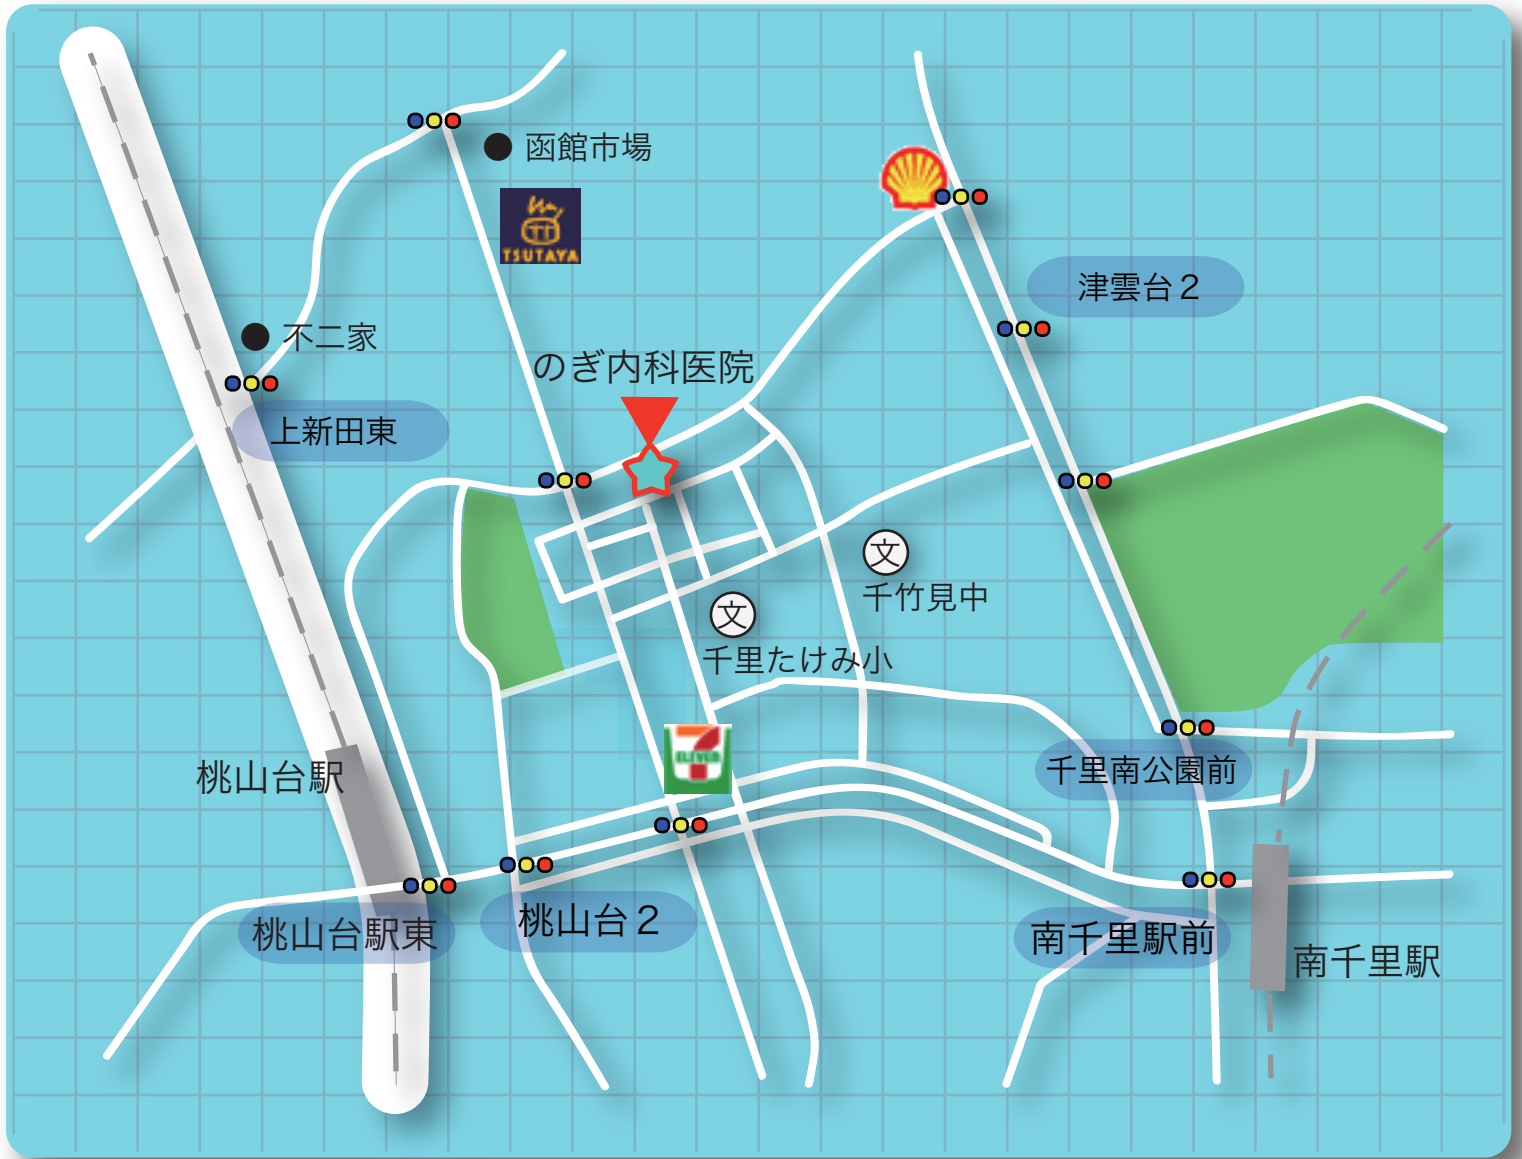 函館市場
TSUTAYA
津雲台２
不二家
のぎ内科医院
上新田東
文
千竹見中
文
千里たけみ小
ELEVEN
桃山台駅
千里南公園前
桃山台２
桃山台駅東
南千里駅前
南千里駅